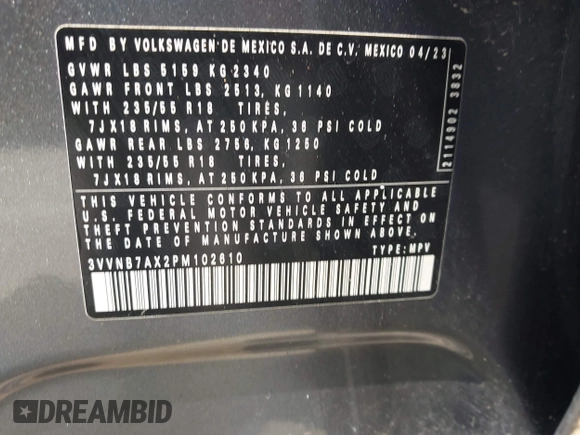 MFD BY VOLKSWAGEN DE MEXICO S.A. DE C.V. MEXICO 04/23
GVWR LBS 5159 KG 2340
GAWR FRONT LBS 2513, KG 1140
WITH 235/55 R18 TIRES,
7JX18 RIMS, AT 250 KPA, 36 PSI COLD
GAWR REAR LBS 2756, KG 1250
WITH 235/55 R18 TIRES,
7JX18 RIMS, AT 250 KPA, 36 PSI COLD
THIS VEHICLE CONFORMS TO ALL APPLICABLE
U.S. FEDERAL MOTOR VEHICLE SAFETY AND
THEFT PREVENTION STANDARDS IN EFFECT ON
THE DATE OF MANUFACTURE SHOWN ABOVE
3VVNB7AX2PM102610 TYPE: MPV
2114902 3832
DREAMBID